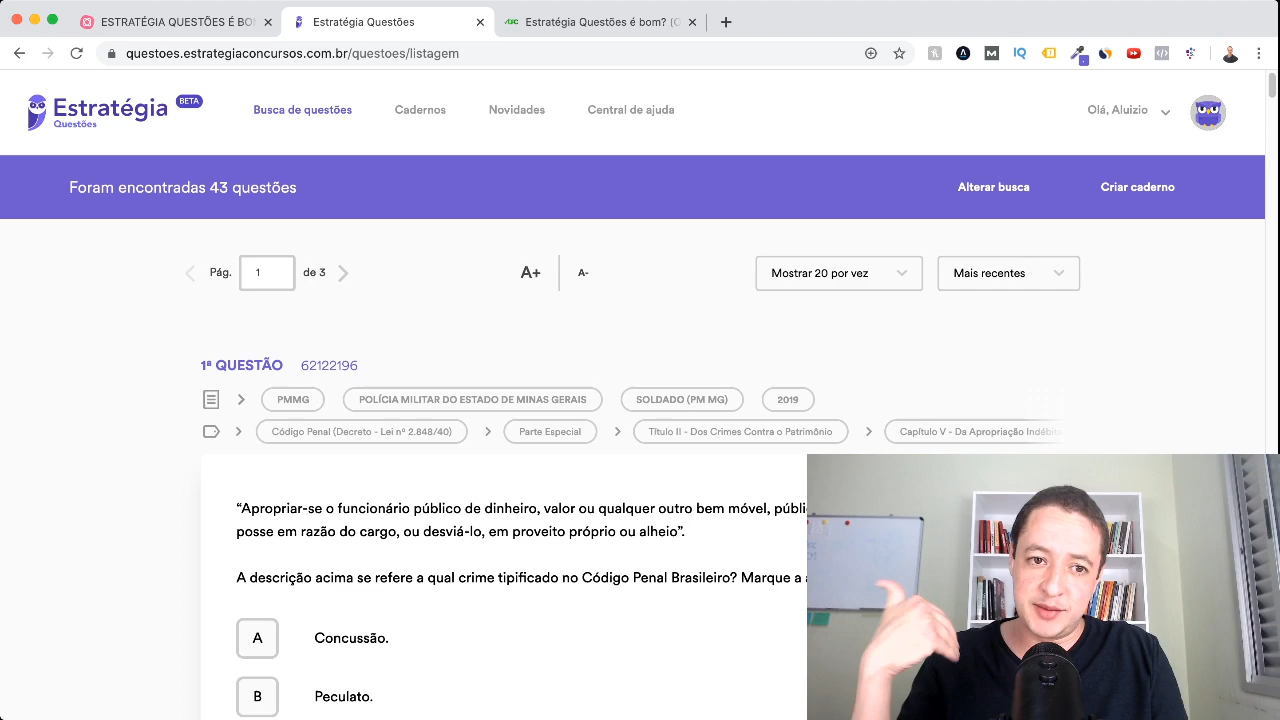 ESTRATÉGIA QUESTÕES É BO
Estratégia Questões
Estratégia Questões é bom? (
questoes.estrategiaconcursos.com.br/questoes/listagem
Estratégia BETA
Questões
Busca de questões
Cadernos
Novidades
Central de ajuda
Olá, Aluizio
Foram encontradas 43 questões
Alterar busca
Criar caderno
Pág. 1 de 3
A+
A-
Mostrar 20 por vez
Mais recentes
1ª QUESTÃO 62122196
PMMG
POLÍCIA MILITAR DO ESTADO DE MINAS GERAIS
SOLDADO (PM MG)
2019
Código Penal (Decreto - Lei nº 2.848/40)
Parte Especial
Título II - Dos Crimes Contra o Patrimônio
Capítulo V - Da Apropriação Indébita
“Apropriar-se o funcionário público de dinheiro, valor ou qualquer outro bem móvel,
posse em razão do cargo, ou desviá-lo, em proveito próprio ou alheio”.
A descrição acima se refere a qual crime tipificado no Código Penal Brasileiro? Marque a
A Concussão.
B Peculato.